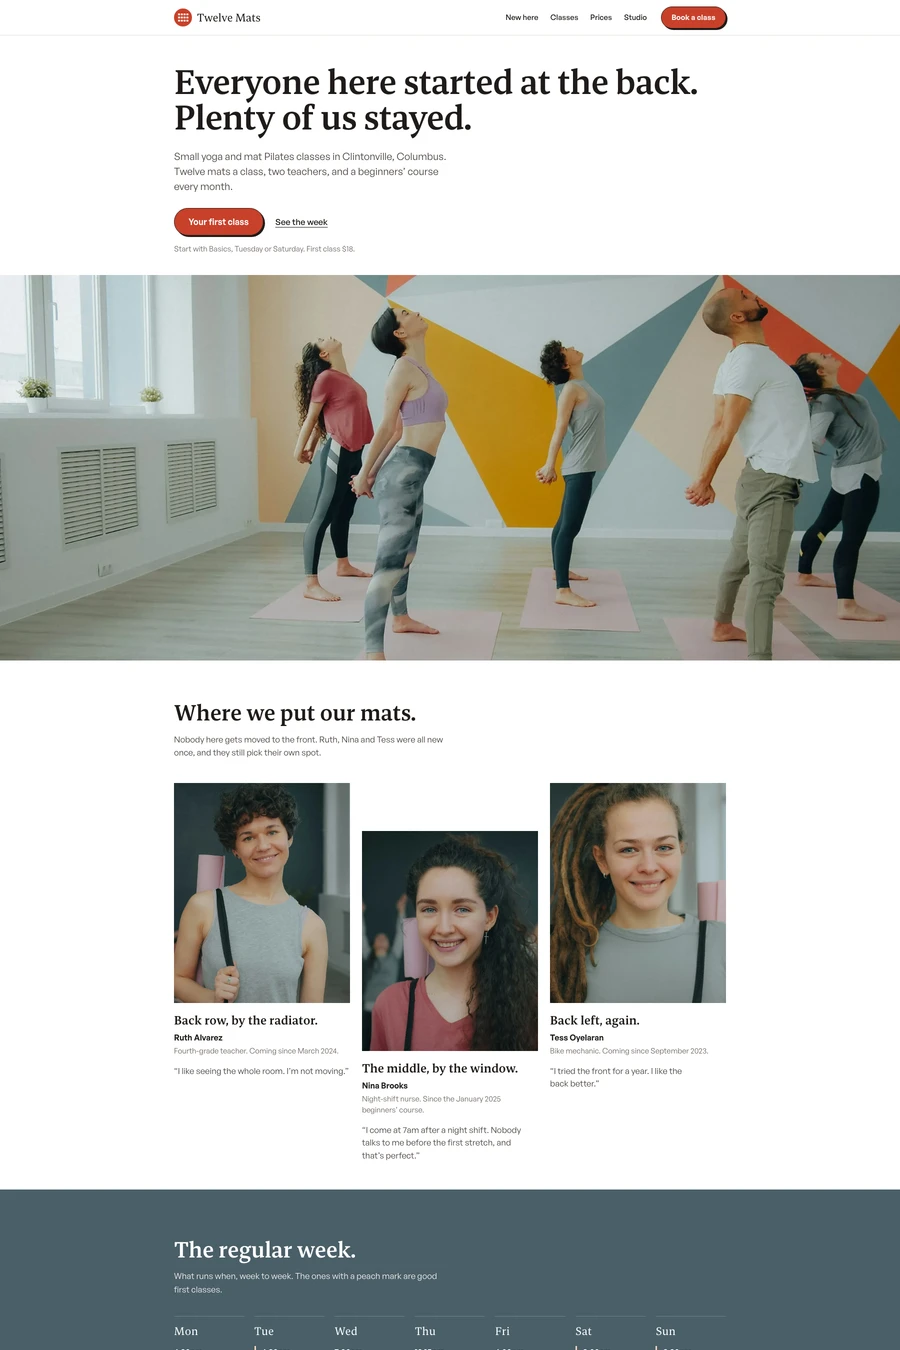 Twelve Mats
New here
Classes
Prices
Studio
Book a class
Everyone here started at the back.
Plenty of us stayed.
Small yoga and mat Pilates classes in Clintonville, Columbus.
Twelve mats a class, two teachers, and a beginners’ course
every month.
Your first class
See the week
Start with Basics, Tuesday or Saturday. First class $18.
Where we put our mats.
Nobody here gets moved to the front. Ruth, Nina and Tess were all new
once, and they still pick their own spot.
Back row, by the radiator.
Ruth Alvarez
Fourth-grade teacher. Coming since March 2024.
“I like seeing the whole room. I’m not moving.”
The middle, by the window.
Nina Brooks
Night-shift nurse. Since the January 2025
beginners’ course.
“I come at 7am after a night shift. Nobody
talks to me before the first stretch, and
that’s perfect.”
Back left, again.
Tess Oyelaran
Bike mechanic. Coming since September 2023.
“I tried the front for a year. I like the
back better.”
The regular week.
What runs when, week to week. The ones with a peach mark are good
first classes.
Mon
Tue
Wed
Thu
Fri
Sat
Sun